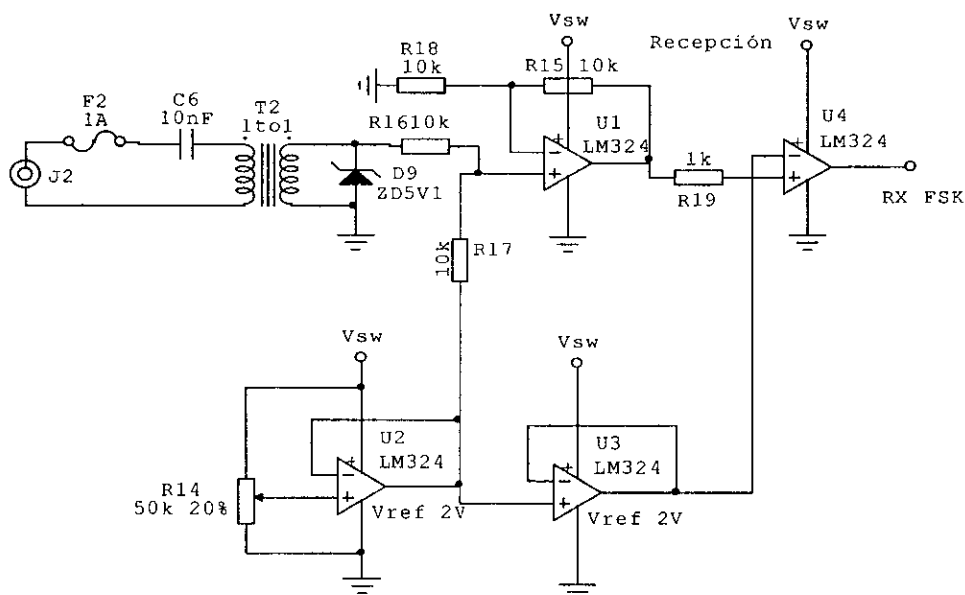 Vsw
Recepción
Vsw
R18
10k
R15 10k
F2
1A
C6
10nF
T2
1to1
R1610k
U1
LM324
U4
LM324
J2
D9
ZD5V1
1k
R19
RX FSK
10k
R17
Vsw
Vsw
U2
LM324
U3
LM324
R14
50k 20%
Vref 2V
Vref 2V